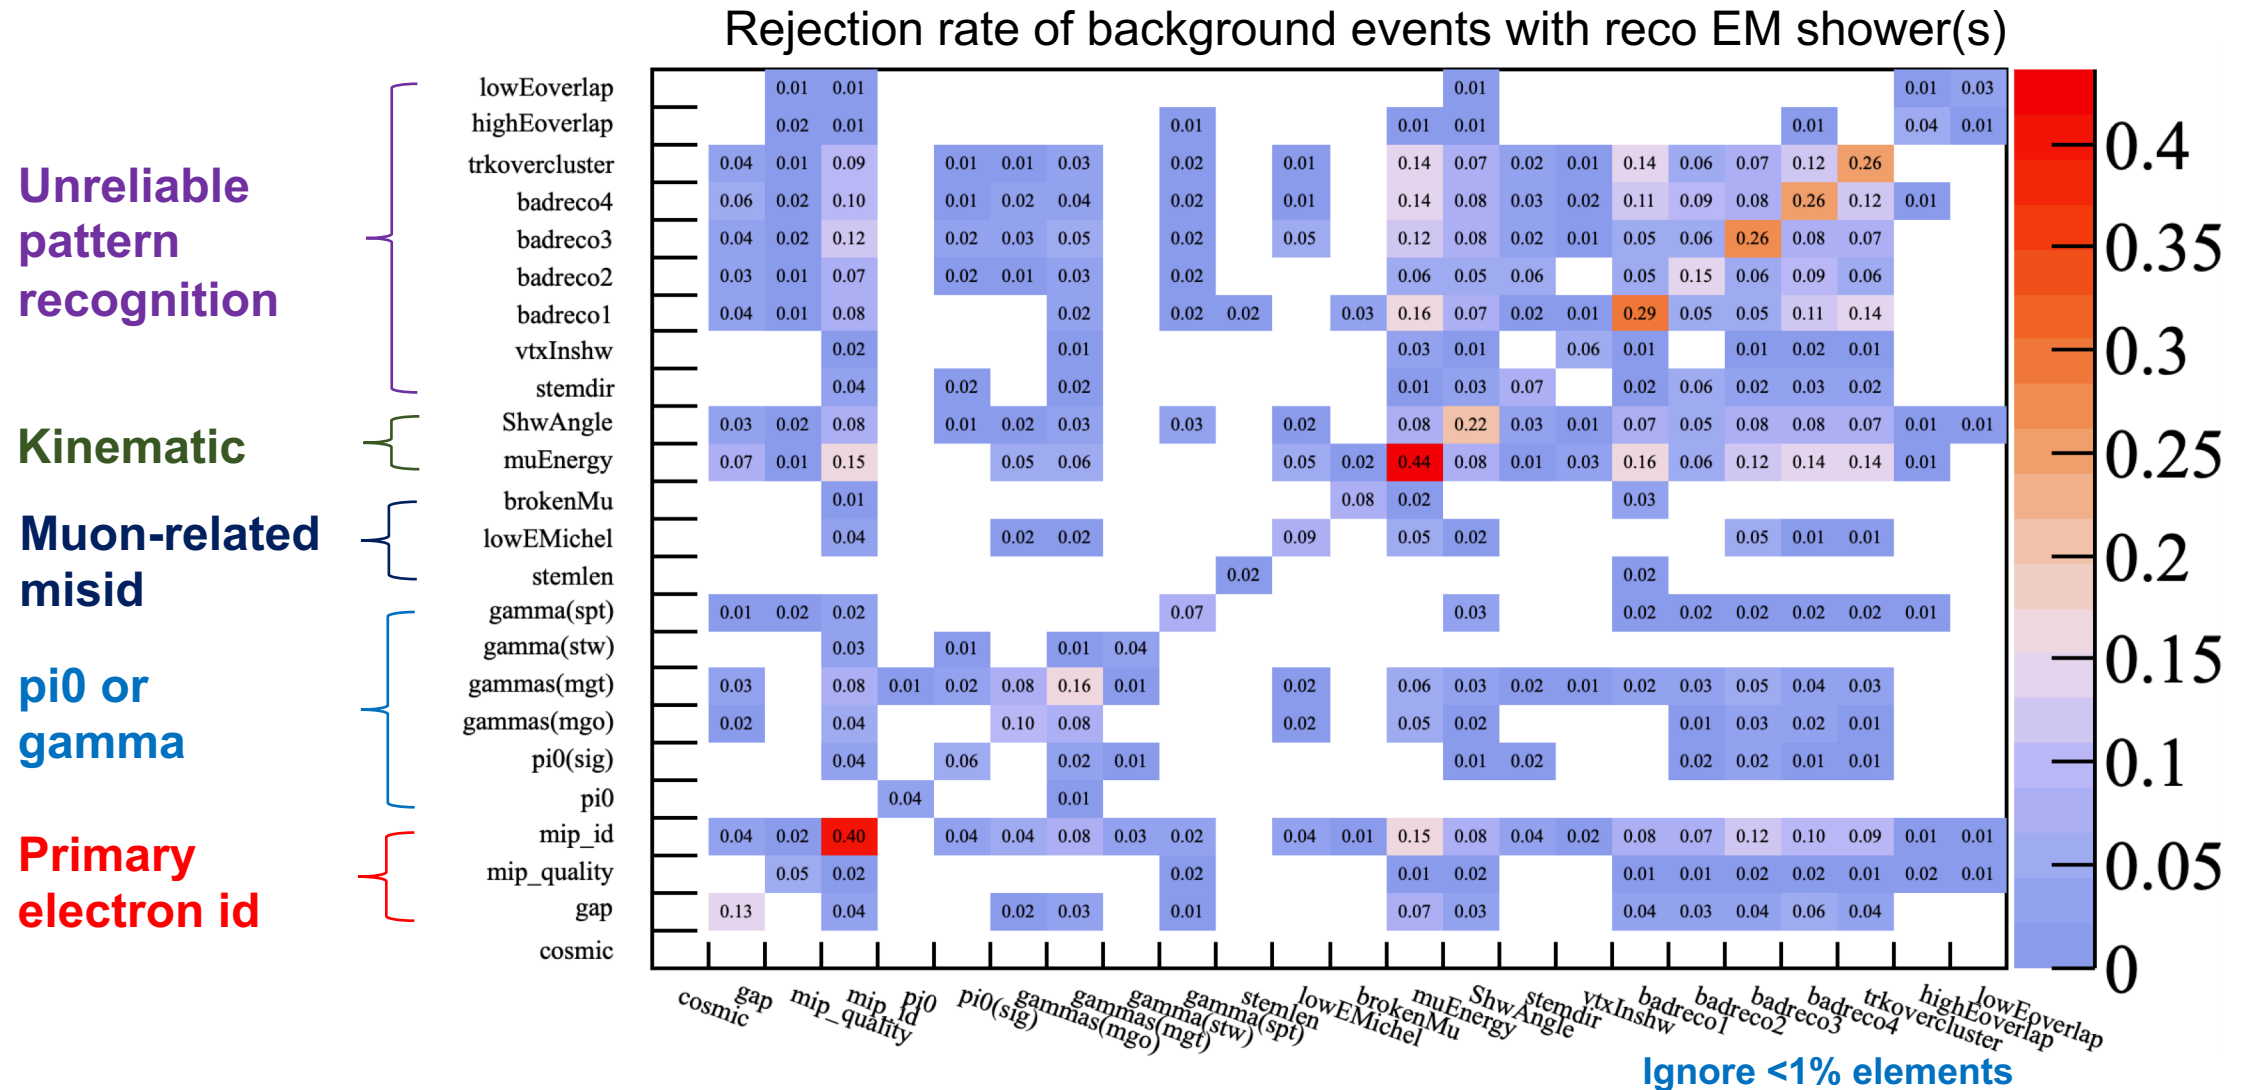 Rejection rate of background events with reco EM shower(s)
Unreliable
pattern
recognition
Kinematic
Muon-related
misid
pi0 or
gamma
Primary
electron id
lowEoverlap 0.01 0.01 0.01 0.01 0.03
highEoverlap 0.02 0.01 0.01 0.01 0.01 0.01 0.04 0.01
trkovercluster 0.04 0.01 0.09 0.01 0.01 0.03 0.02 0.01 0.14 0.07 0.02 0.01 0.14 0.06 0.07 0.12 0.26
badreco4 0.06 0.02 0.10 0.01 0.02 0.04 0.02 0.01 0.14 0.08 0.03 0.02 0.11 0.09 0.08 0.26 0.12 0.01
badreco3 0.04 0.02 0.12 0.02 0.03 0.05 0.02 0.05 0.12 0.08 0.02 0.01 0.05 0.06 0.26 0.08 0.07
badreco2 0.03 0.01 0.07 0.02 0.01 0.03 0.02 0.06 0.05 0.06 0.05 0.15 0.06 0.09 0.06
badreco1 0.04 0.01 0.08 0.02 0.02 0.02 0.03 0.16 0.07 0.02 0.01 0.29 0.05 0.05 0.11 0.14
vtxInshw 0.02 0.01 0.03 0.01 0.06 0.01 0.01 0.02 0.01
stemdir 0.04 0.02 0.02 0.01 0.03 0.07 0.02 0.06 0.02 0.03 0.02
ShwAngle 0.03 0.02 0.08 0.01 0.02 0.03 0.03 0.02 0.08 0.22 0.03 0.01 0.07 0.05 0.08 0.08 0.07 0.01 0.01
muEnergy 0.07 0.01 0.15 0.05 0.06 0.05 0.02 0.44 0.08 0.01 0.03 0.16 0.06 0.12 0.14 0.14 0.01
brokenMu 0.01 0.08 0.02 0.03
lowEMichel 0.04 0.02 0.02 0.09 0.05 0.02 0.05 0.01 0.01
stemlen 0.02 0.02
gamma(spt) 0.01 0.02 0.02 0.07 0.03 0.02 0.02 0.02 0.02 0.02 0.01
gamma(stw) 0.03 0.01 0.01 0.04
gammas(mgt) 0.03 0.08 0.01 0.02 0.08 0.16 0.01 0.02 0.06 0.03 0.02 0.01 0.02 0.03 0.05 0.04 0.03
gammas(mgo) 0.02 0.04 0.10 0.08 0.02 0.05 0.02 0.01 0.03 0.02 0.01
pi0(sig) 0.04 0.06 0.02 0.01 0.01 0.02 0.02 0.02 0.01 0.01
pi0 0.04 0.01
mip_id 0.04 0.02 0.40 0.04 0.04 0.08 0.03 0.02 0.04 0.01 0.15 0.08 0.04 0.02 0.08 0.07 0.12 0.10 0.09 0.01 0.01
mip_quality 0.05 0.02 0.02 0.01 0.02 0.01 0.01 0.02 0.02 0.01 0.02 0.01
gap 0.13 0.04 0.02 0.03 0.01 0.07 0.03 0.04 0.03 0.04 0.06 0.04
cosmic
cosmic
gap
mip_quality
mip_id
pi0
pi0(sig)
gammas(mgo)
gammas(mgt)
gamma(stw)
gamma(spt)
stemlen
lowEMichel
brokenMu
muEnergy
ShwAngle
stemdir
vtxInshw
badreco1
badreco2
badreco3
badreco4
trkovercluster
highEoverlap
lowEoverlap
0.4
0.35
0.3
0.25
0.2
0.15
0.1
0.05
0
Ignore <1% elements